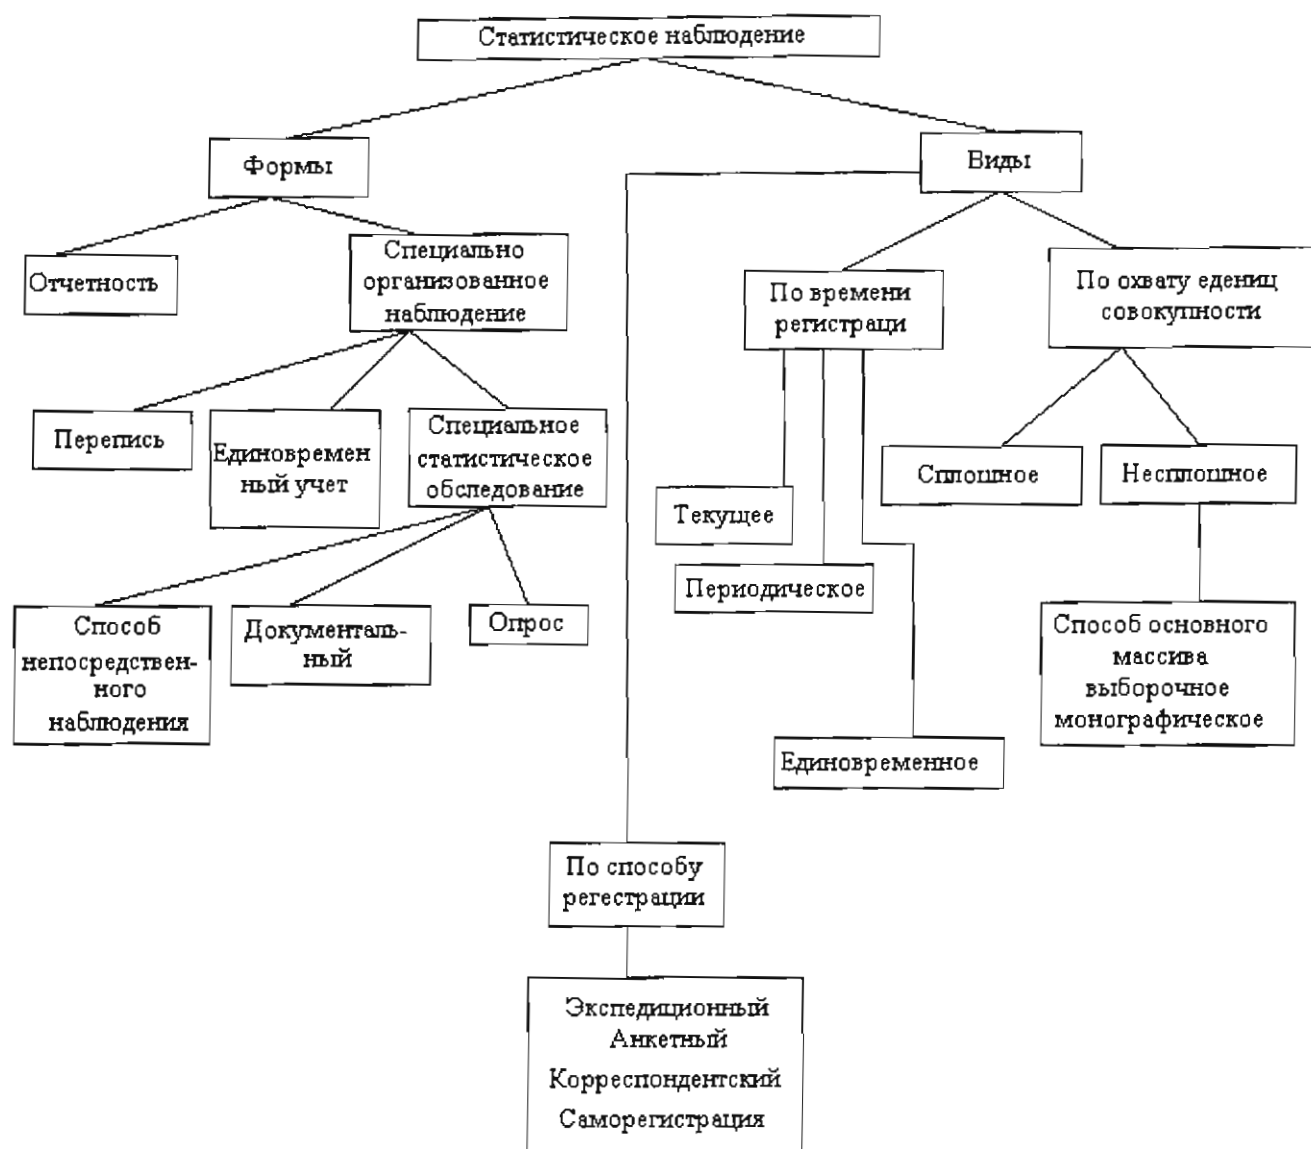 Статистическое наблюдение
Формы
Виды
Отчетность
Специально
организованное
наблюдение
По времени
регистраци
По охвату едениц
совокупности
Перепись
Единовремен
ный учет
Специальное
статистическое
обследование
Сплошное
Несплошное
Текущее
Периодическое
Способ
непосредствен-
ного
наблюдения
Документаль-
ный
Опрос
Способ основного
массива
выборочное
монографическое
Единовременное
По способу
регестрации
Экспедиционный
Анкетный
Корреспондентский
Саморегистрация